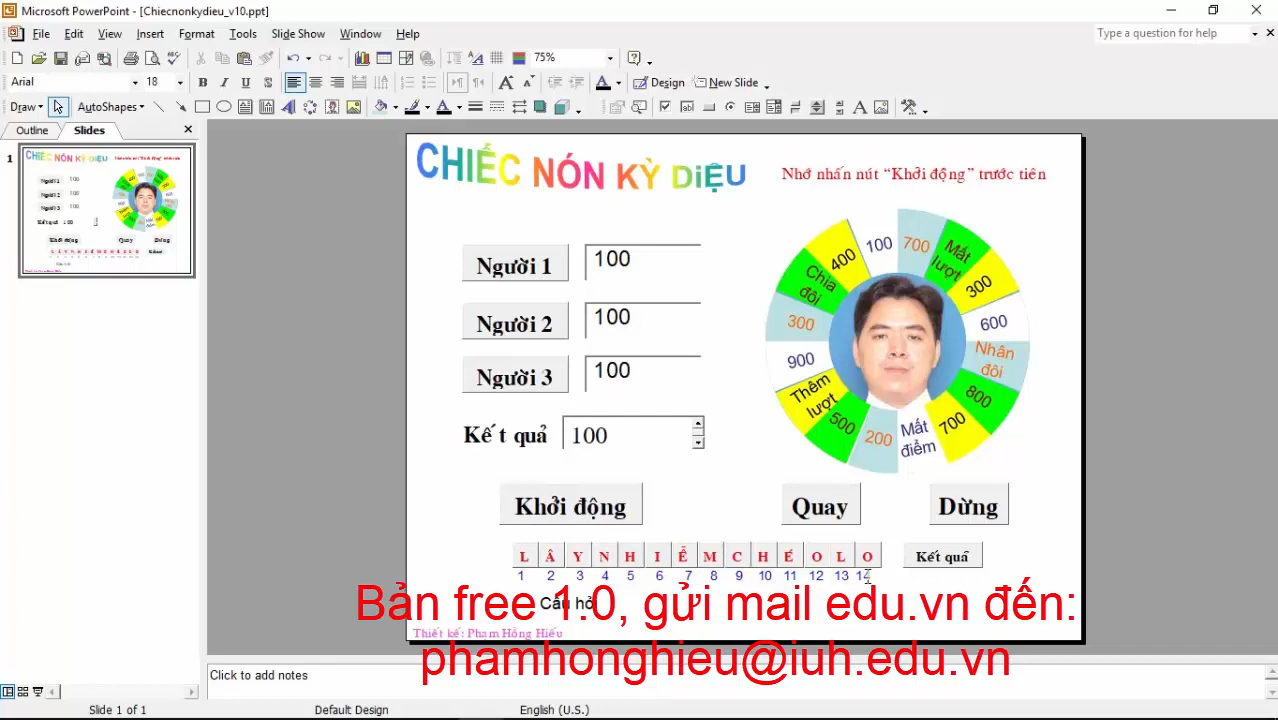 Microsoft PowerPoint - [Chiecnonkydieu_v10.ppt]
File Edit View Insert Format Tools Slide Show Window Help
Type a question for help
75%
Arial 18 B I U S Design New Slide
Draw AutoShapes
Outline Slides
1
CHIẾC NÓN KỲ DIỆU
Nhớ nhấn nút “Khởi động” trước tiên
Người 1 100
Người 2 100
Người 3 100
Kết quả 100
100
700
Mất lượt
300
600
Nhân đôi
800
700
Mất điểm
200
500
Thêm lượt
900
300
Chia đôi
400
Khởi động Quay Dừng
L Â Y N H I Ễ M C H É O L O Kết quả
1 2 3 4 5 6 7 8 9 10 11 12 13 14
Câu hỏ
Bản free 1.0, gửi mail edu.vn đến:
Thiết kế: Phạm Hồng Hiếu
phamhonghieu@iuh.edu.vn
Click to add notes
Slide 1 of 1 Default Design English (U.S.)